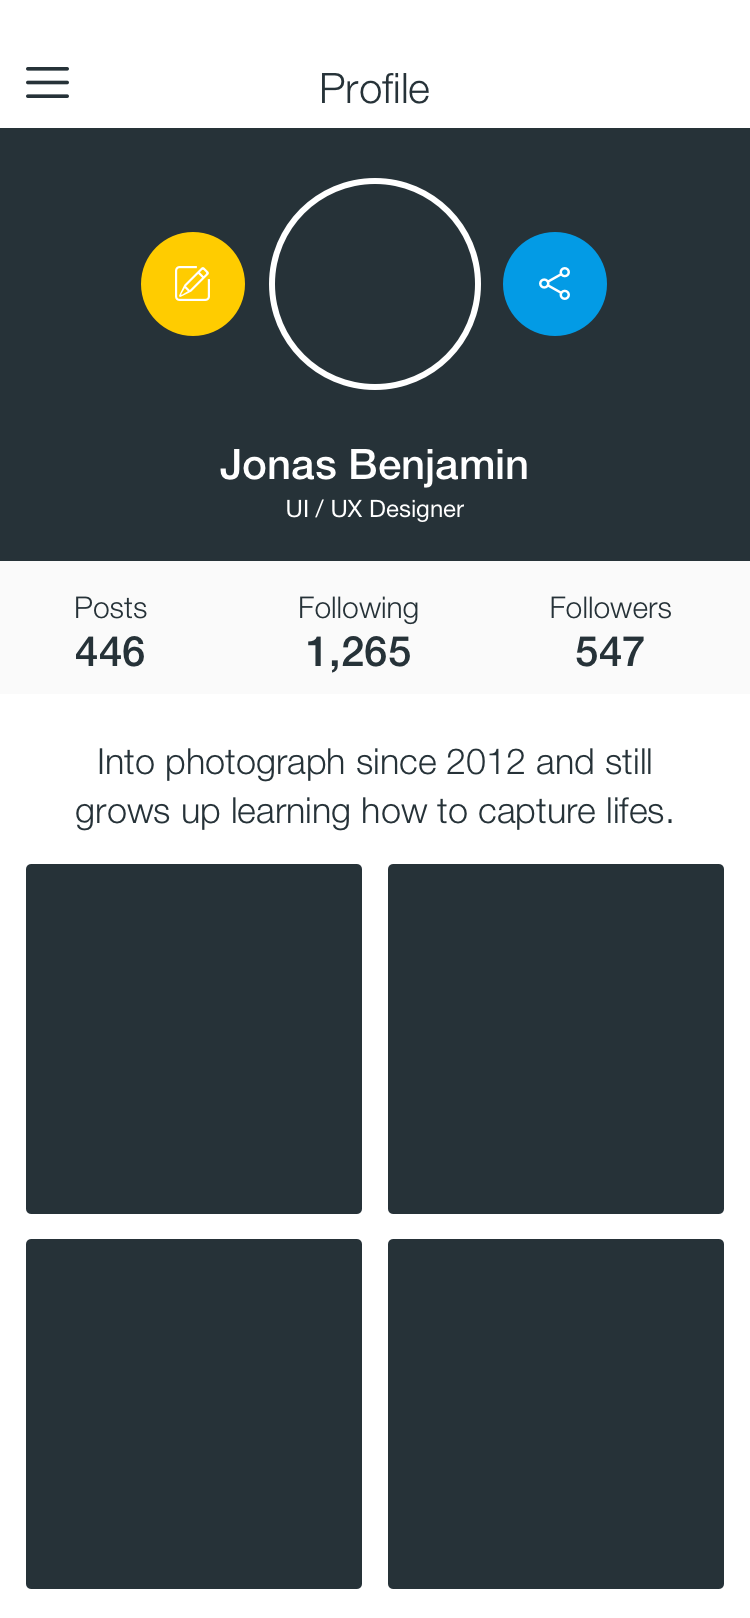 Profile
Jonas Benjamin
UI / UX Designer
Posts
446
Following
1,265
Followers
547
Into photograph since 2012 and still
grows up learning how to capture lifes.